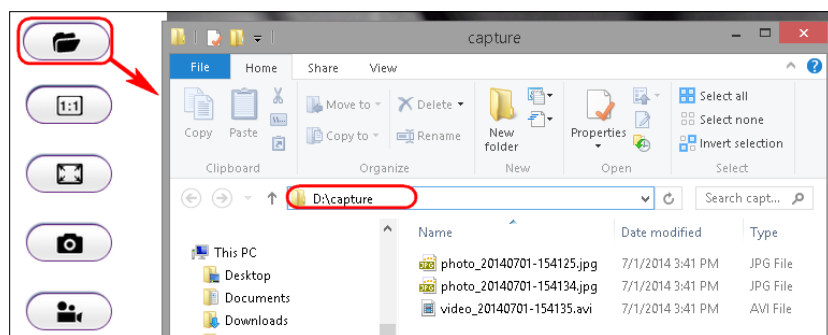 capture
File Home Share View
1:1
Copy Paste Move to Copy to Delete Rename New folder Properties Select all Select none Invert selection
Clipboard Organize New Open Select
D:\capture Search capt...
Name Date modified Type
This PC
photo_20140701-154125.jpg 7/1/2014 3:41 PM JPG File
Desktop
photo_20140701-154134.jpg 7/1/2014 3:41 PM JPG File
Documents
video_20140701-154135.avi 7/1/2014 3:41 PM AVI File
Downloads